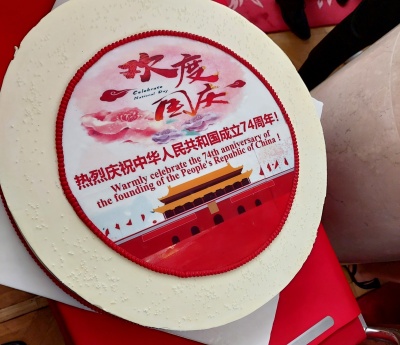 欢度
Celebrate
National Day
国庆
热烈庆祝中华人民共和国成立74周年!
Warmly celebrate the 74th anniversary of
the founding of the People's Republic of China !